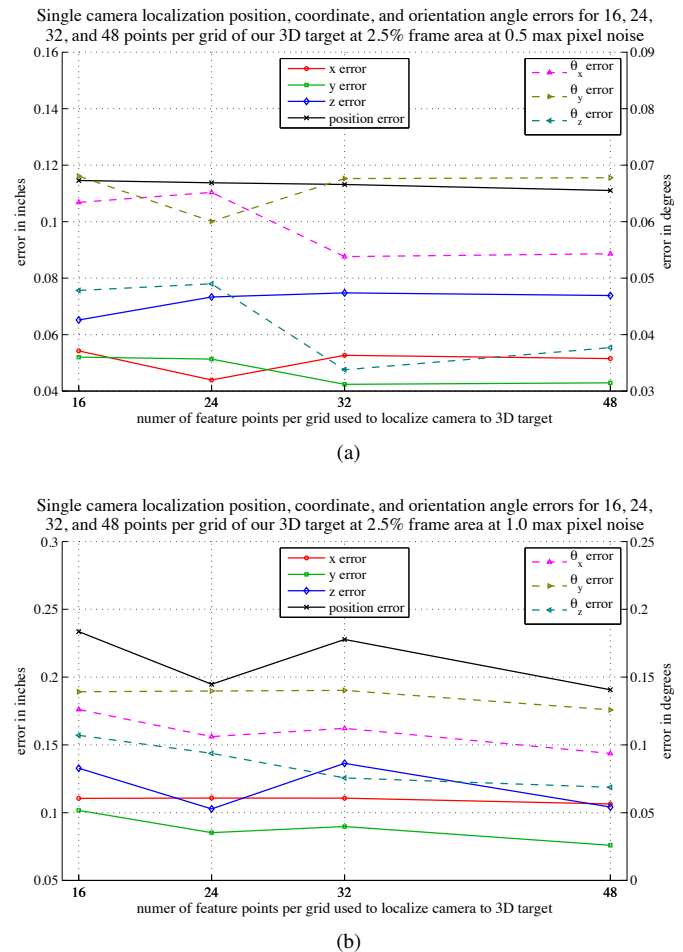 Single camera localization position, coordinate, and orientation angle errors for 16, 24,
32, and 48 points per grid of our 3D target at 2.5% frame area at 0.5 max pixel noise
0.16
0.14
0.12
0.1
0.08
0.06
0.04
error in inches
x error
y error
z error
position error
θx error
θy error
θz error
0.09
0.08
0.07
0.06
0.05
0.04
0.03
error in degrees
16 24 32 48
numer of feature points per grid used to localize camera to 3D target
(a)
Single camera localization position, coordinate, and orientation angle errors for 16, 24,
32, and 48 points per grid of our 3D target at 2.5% frame area at 1.0 max pixel noise
0.3
0.25
0.2
0.15
0.1
0.05
error in inches
x error
y error
z error
position error
θx error
θy error
θz error
0.25
0.2
0.15
0.1
0.05
0
error in degrees
16 24 32 48
numer of feature points per grid used to localize camera to 3D target
(b)